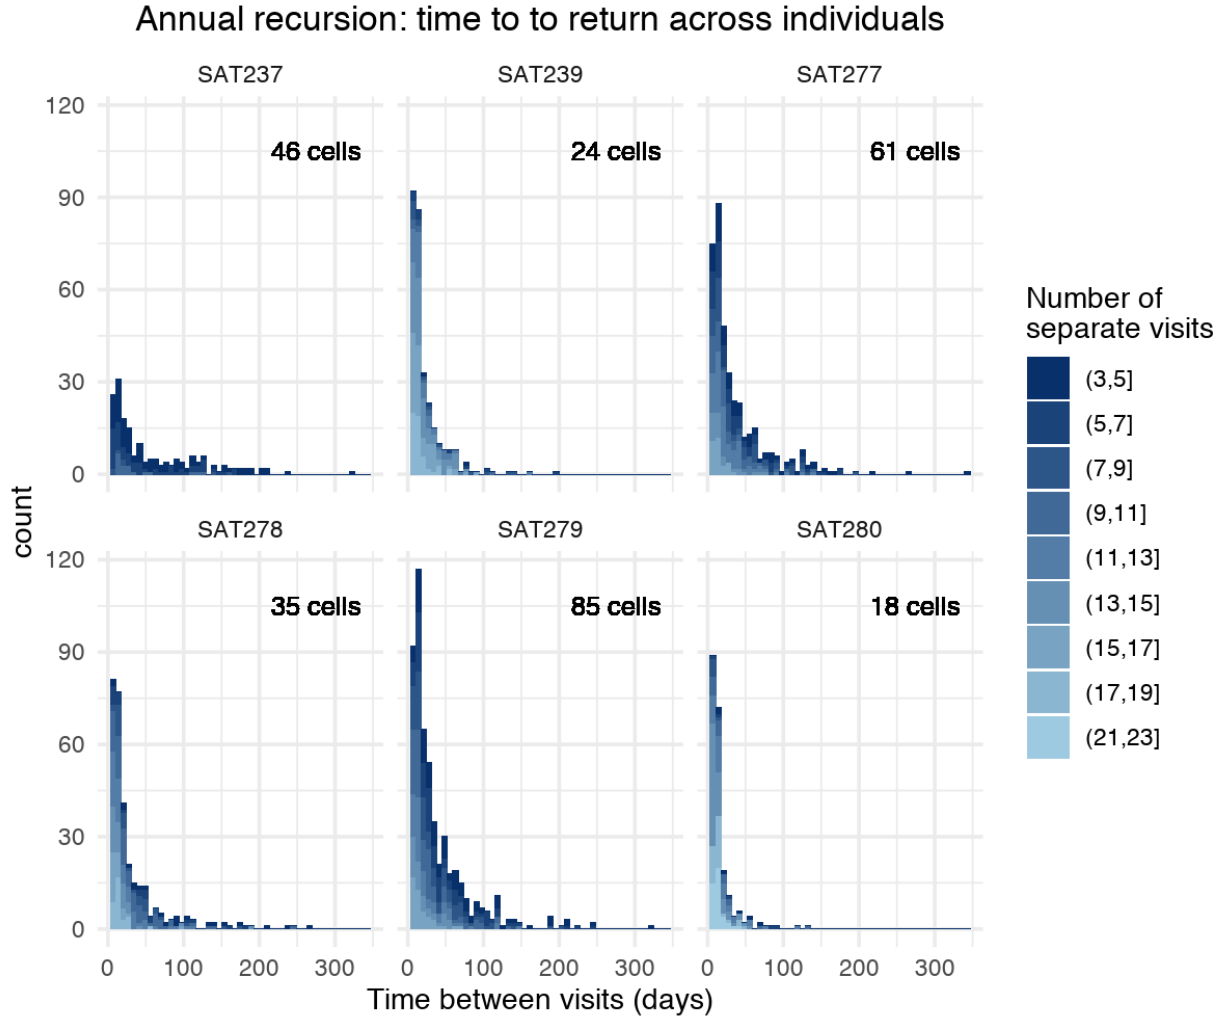 Annual recursion: time to to return across individuals
SAT237
SAT239
SAT277
120
90
60
30
0
46 cells
24 cells
61 cells
count
SAT278
SAT279
SAT280
120
90
60
30
0
35 cells
85 cells
18 cells
0 100 200 300
0 100 200 300
0 100 200 300
Time between visits (days)
Number of
separate visits
(3,5]
(5,7]
(7,9]
(9,11]
(11,13]
(13,15]
(15,17]
(17,19]
(21,23]